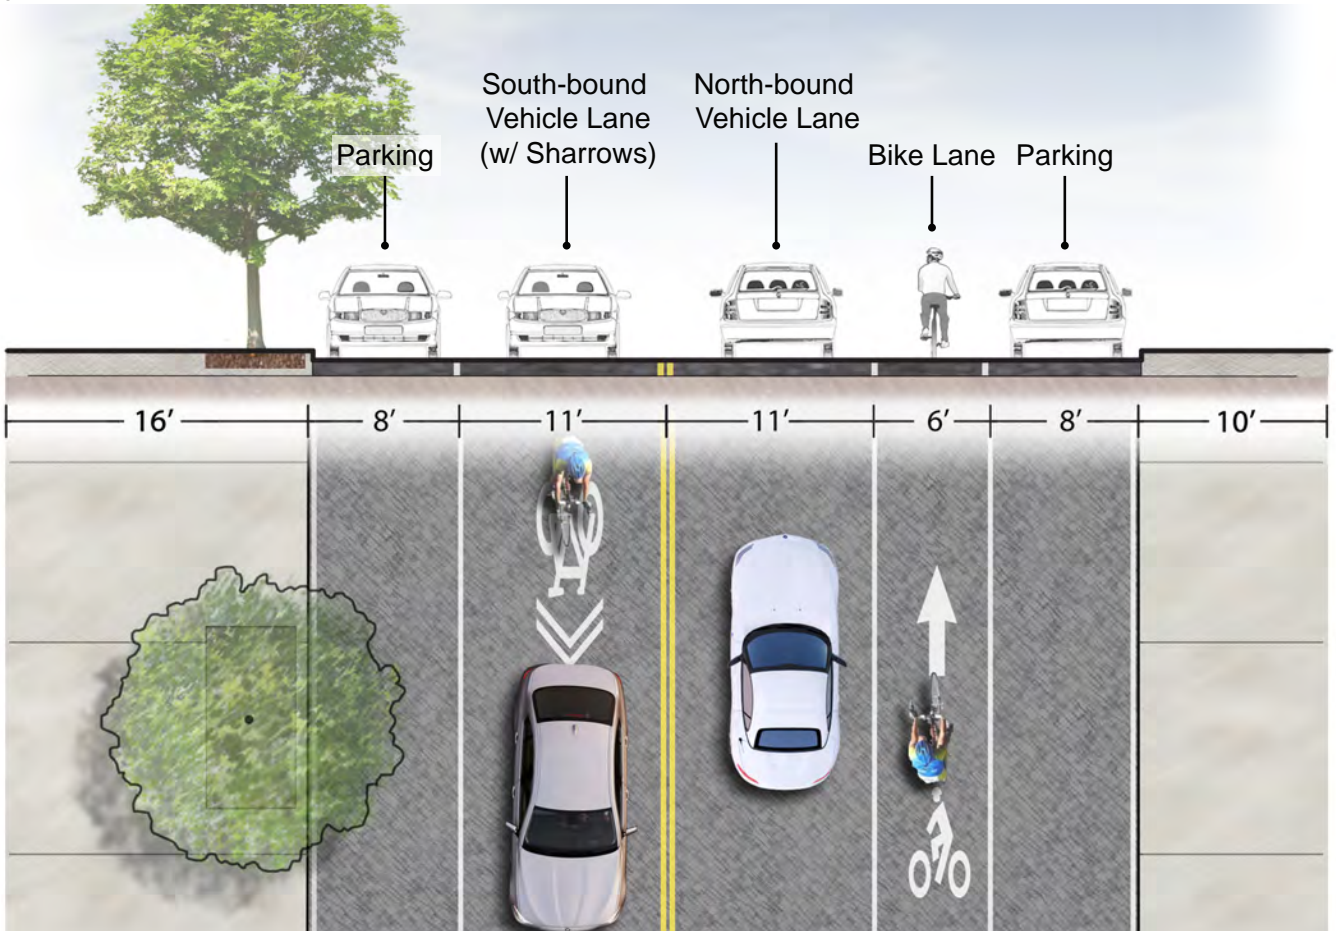 South-bound
Vehicle Lane
(w/ Sharrows)
North-bound
Vehicle Lane
Parking
Bike Lane
Parking
16’
8’
11’
11’
6’
8’
10’